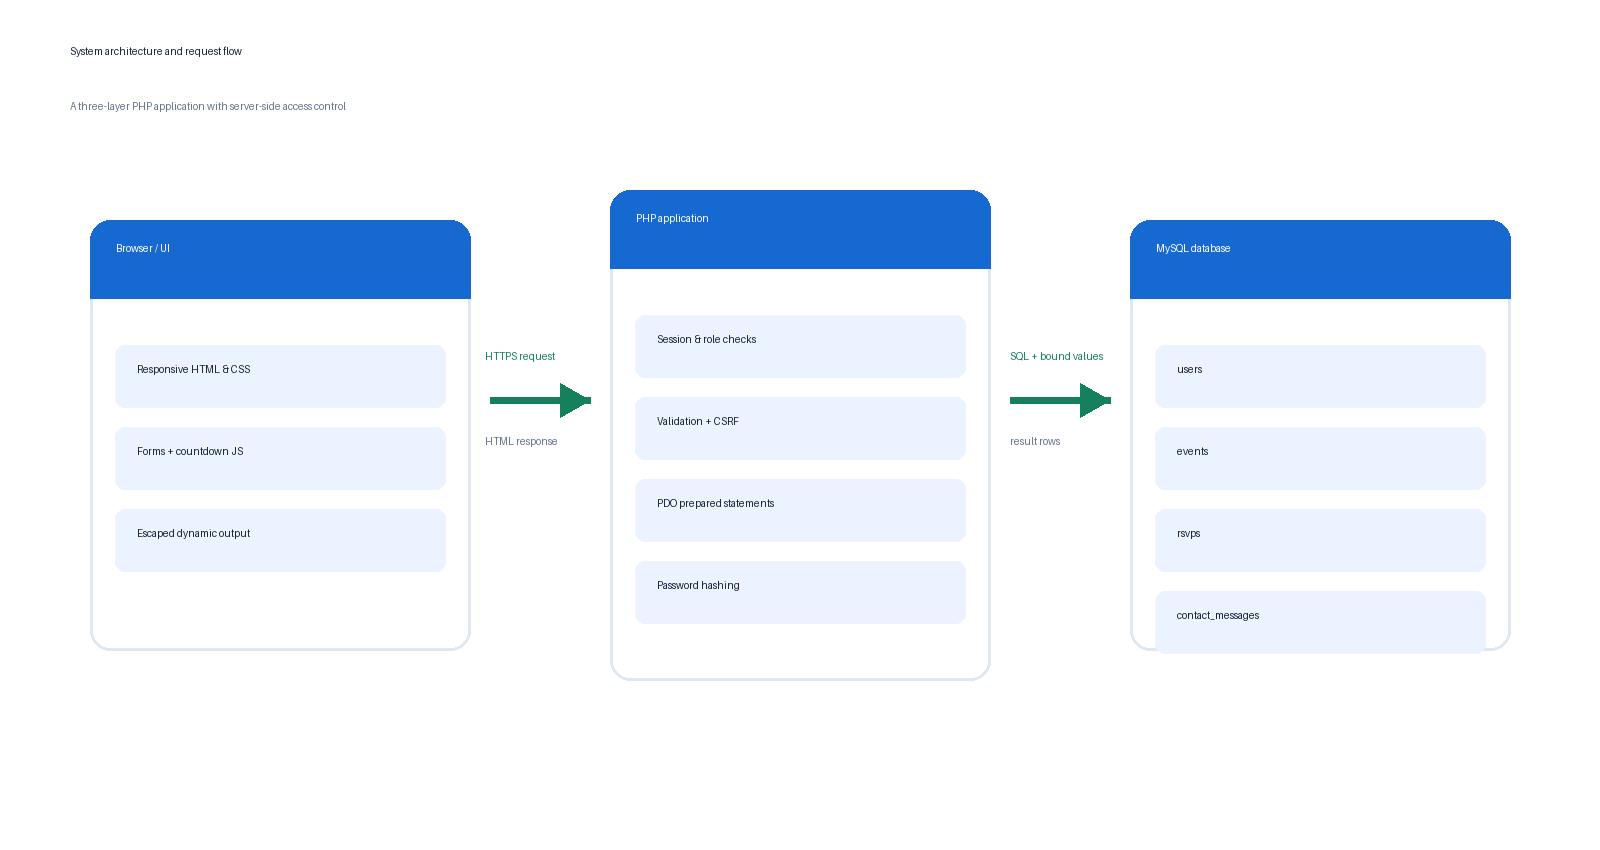 System architecture and request flow
A three-layer PHP application with server-side access control
Browser / UI
Responsive HTML & CSS
Forms + countdown JS
Escaped dynamic output
HTTPS request
HTML response
PHP application
Session & role checks
Validation + CSRF
PDO prepared statements
Password hashing
SQL + bound values
result rows
MySQL database
users
events
rsvps
contact_messages